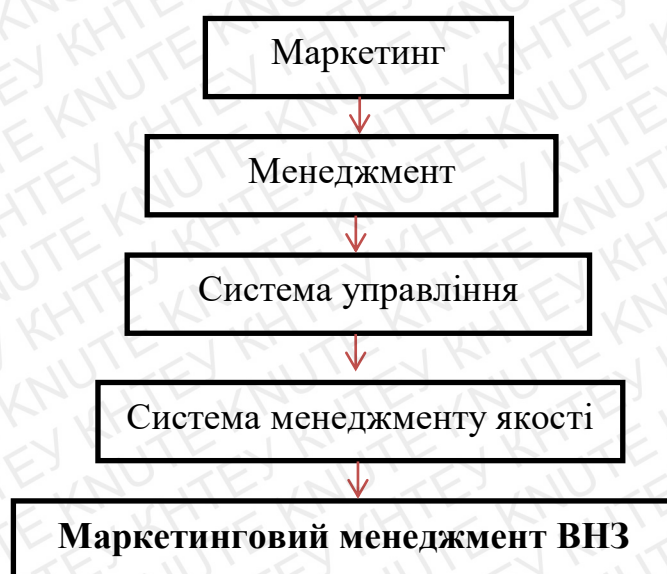 Маркетинг
Менеджмент
Система управління
Система менеджменту якості
Маркетинговий менеджмент ВНЗ